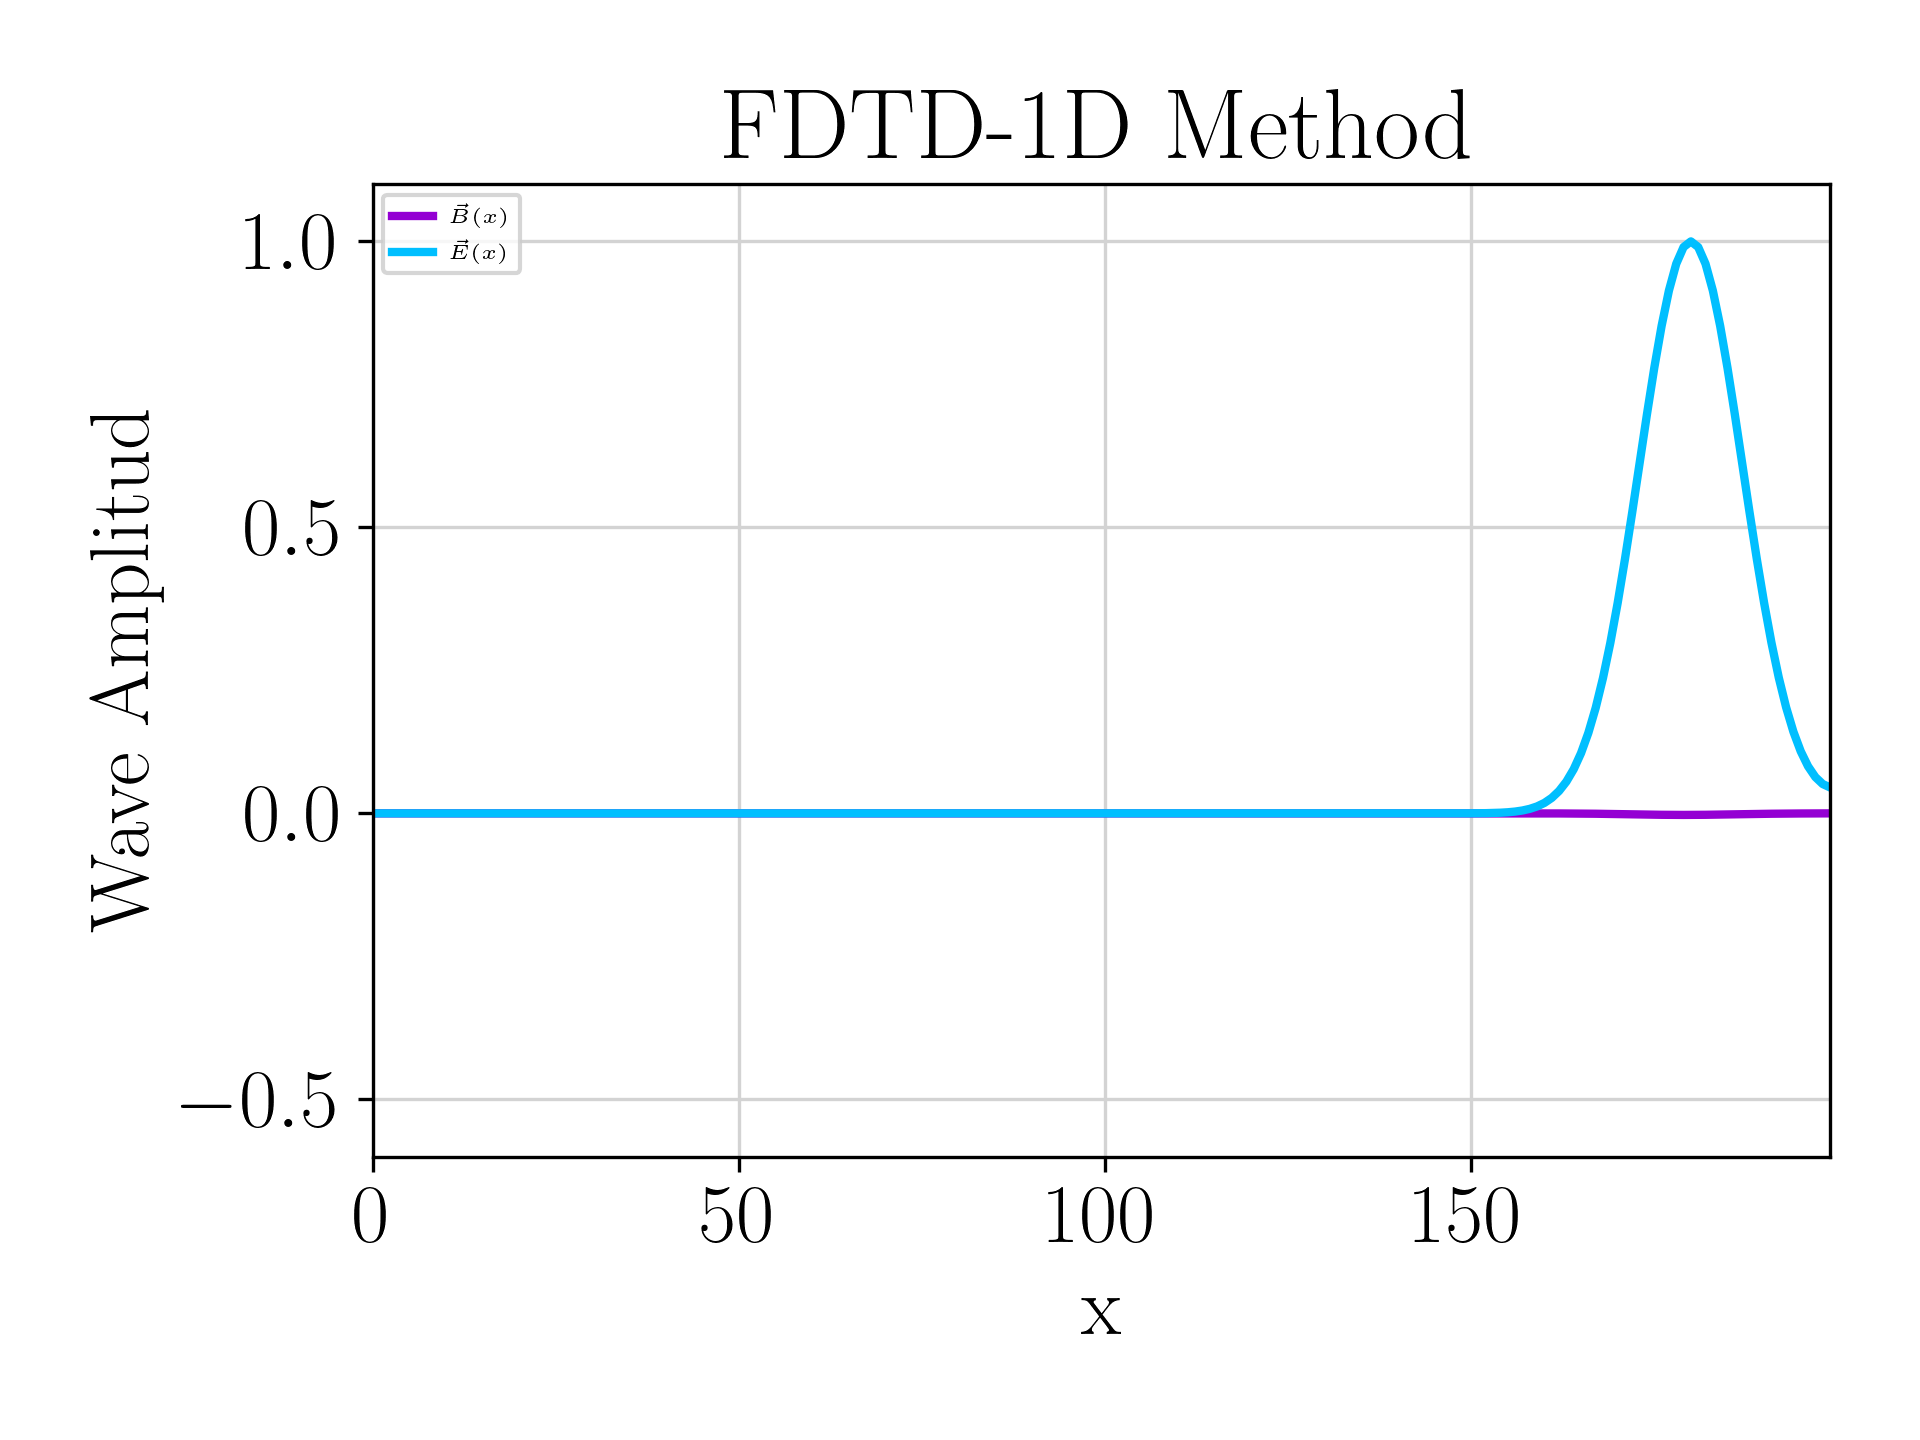 FDTD-1D Method
$\vec{B}(x)$
$\vec{E}(x)$
1.0
0.5
0.0
−0.5
Wave Amplitud
0 50 100 150
x